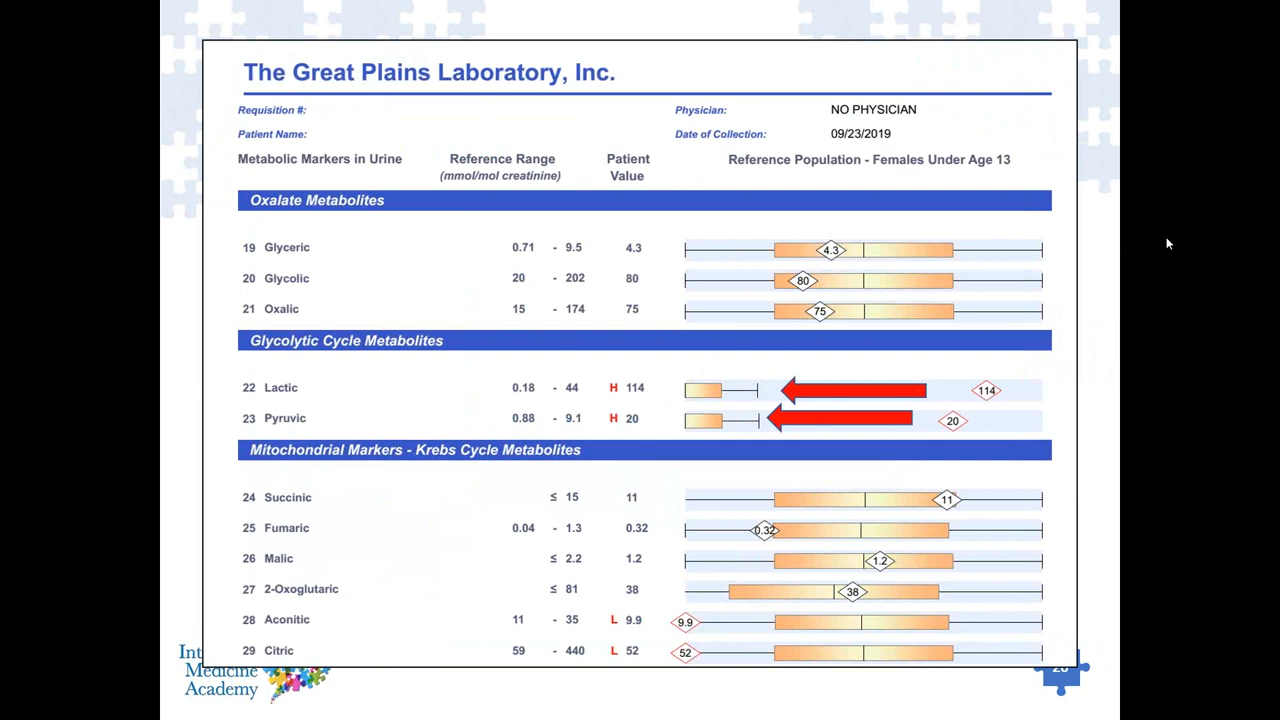 The Great Plains Laboratory, Inc.
Requisition #: Physician: NO PHYSICIAN
Patient Name: Date of Collection: 09/23/2019
Metabolic Markers in Urine Reference Range Patient Reference Population - Females Under Age 13
(mmol/mol creatinine) Value
Oxalate Metabolites
19 Glyceric 0.71 - 9.5 4.3 4.3
20 Glycolic 20 - 202 80 80
21 Oxalic 15 - 174 75 75
Glycolytic Cycle Metabolites
22 Lactic 0.18 - 44 H 114 114
23 Pyruvic 0.88 - 9.1 H 20 20
Mitochondrial Markers - Krebs Cycle Metabolites
24 Succinic ≤ 15 11 11
25 Fumaric 0.04 - 1.3 0.32 0.32
26 Malic ≤ 2.2 1.2 1.2
27 2-Oxoglutaric ≤ 81 38 38
28 Aconitic 11 - 35 L 9.9 9.9
29 Citric 59 - 440 L 52 52
Medicine
Academy